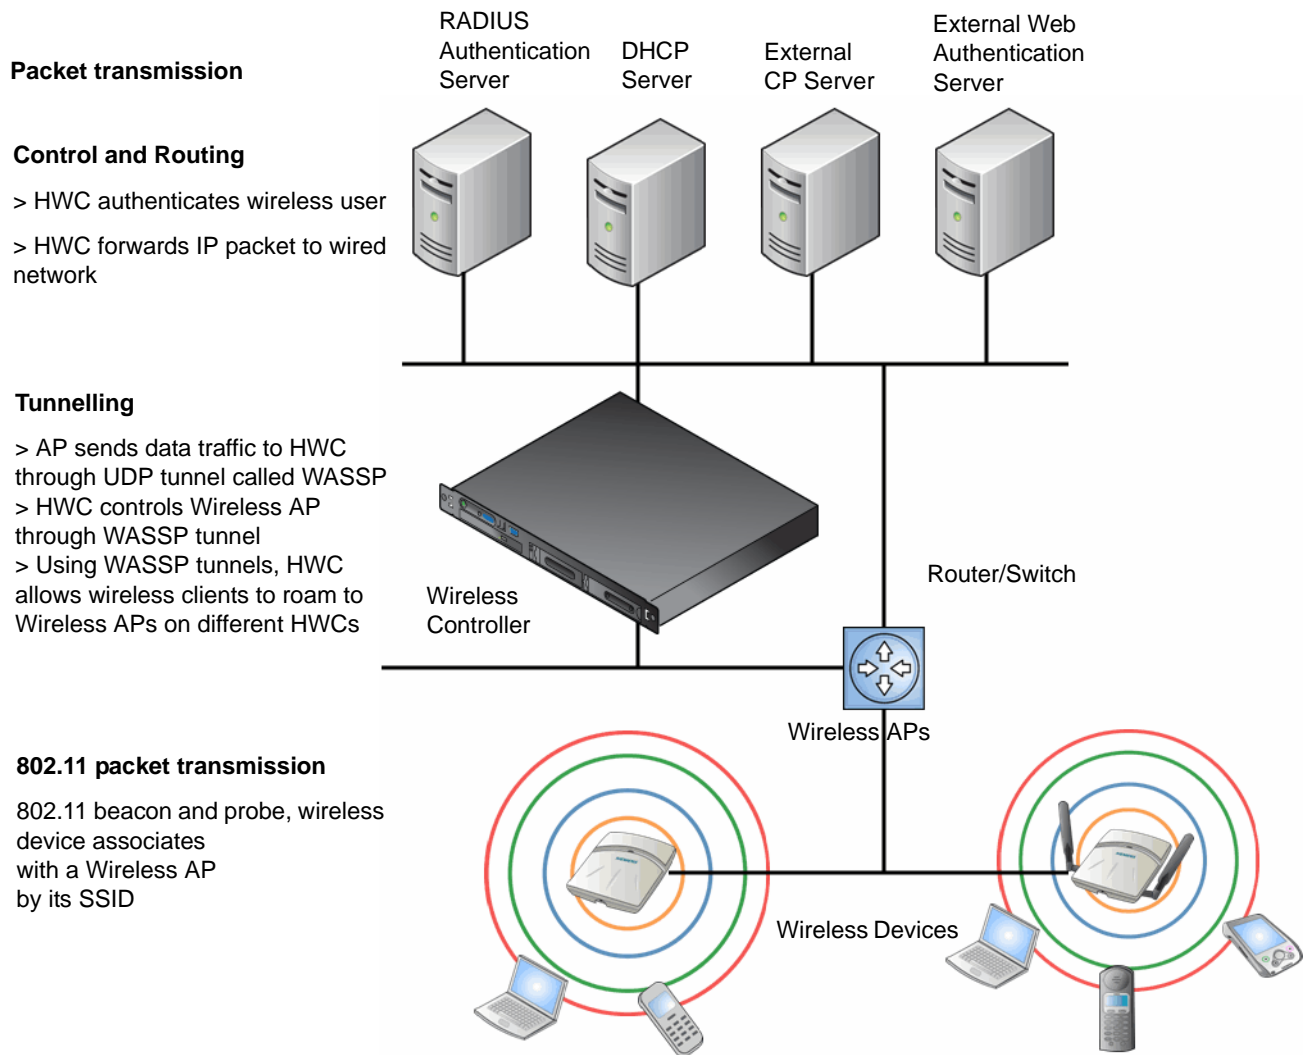 RADIUS
Authentication
Server
DHCP
Server
External
CP Server
External Web
Authentication
Server
Packet transmission
Control and Routing
> HWC authenticates wireless user
> HWC forwards IP packet to wired
network
Tunnelling
> AP sends data traffic to HWC
through UDP tunnel called WASSP
> HWC controls Wireless AP
through WASSP tunnel
> Using WASSP tunnels, HWC
allows wireless clients to roam to
Wireless APs on different HWCs
Wireless
Controller
Router/Switch
Wireless APs
802.11 packet transmission
802.11 beacon and probe, wireless
device associates
with a Wireless AP
by its SSID
SIEMENS
SIEMENS
Wireless Devices